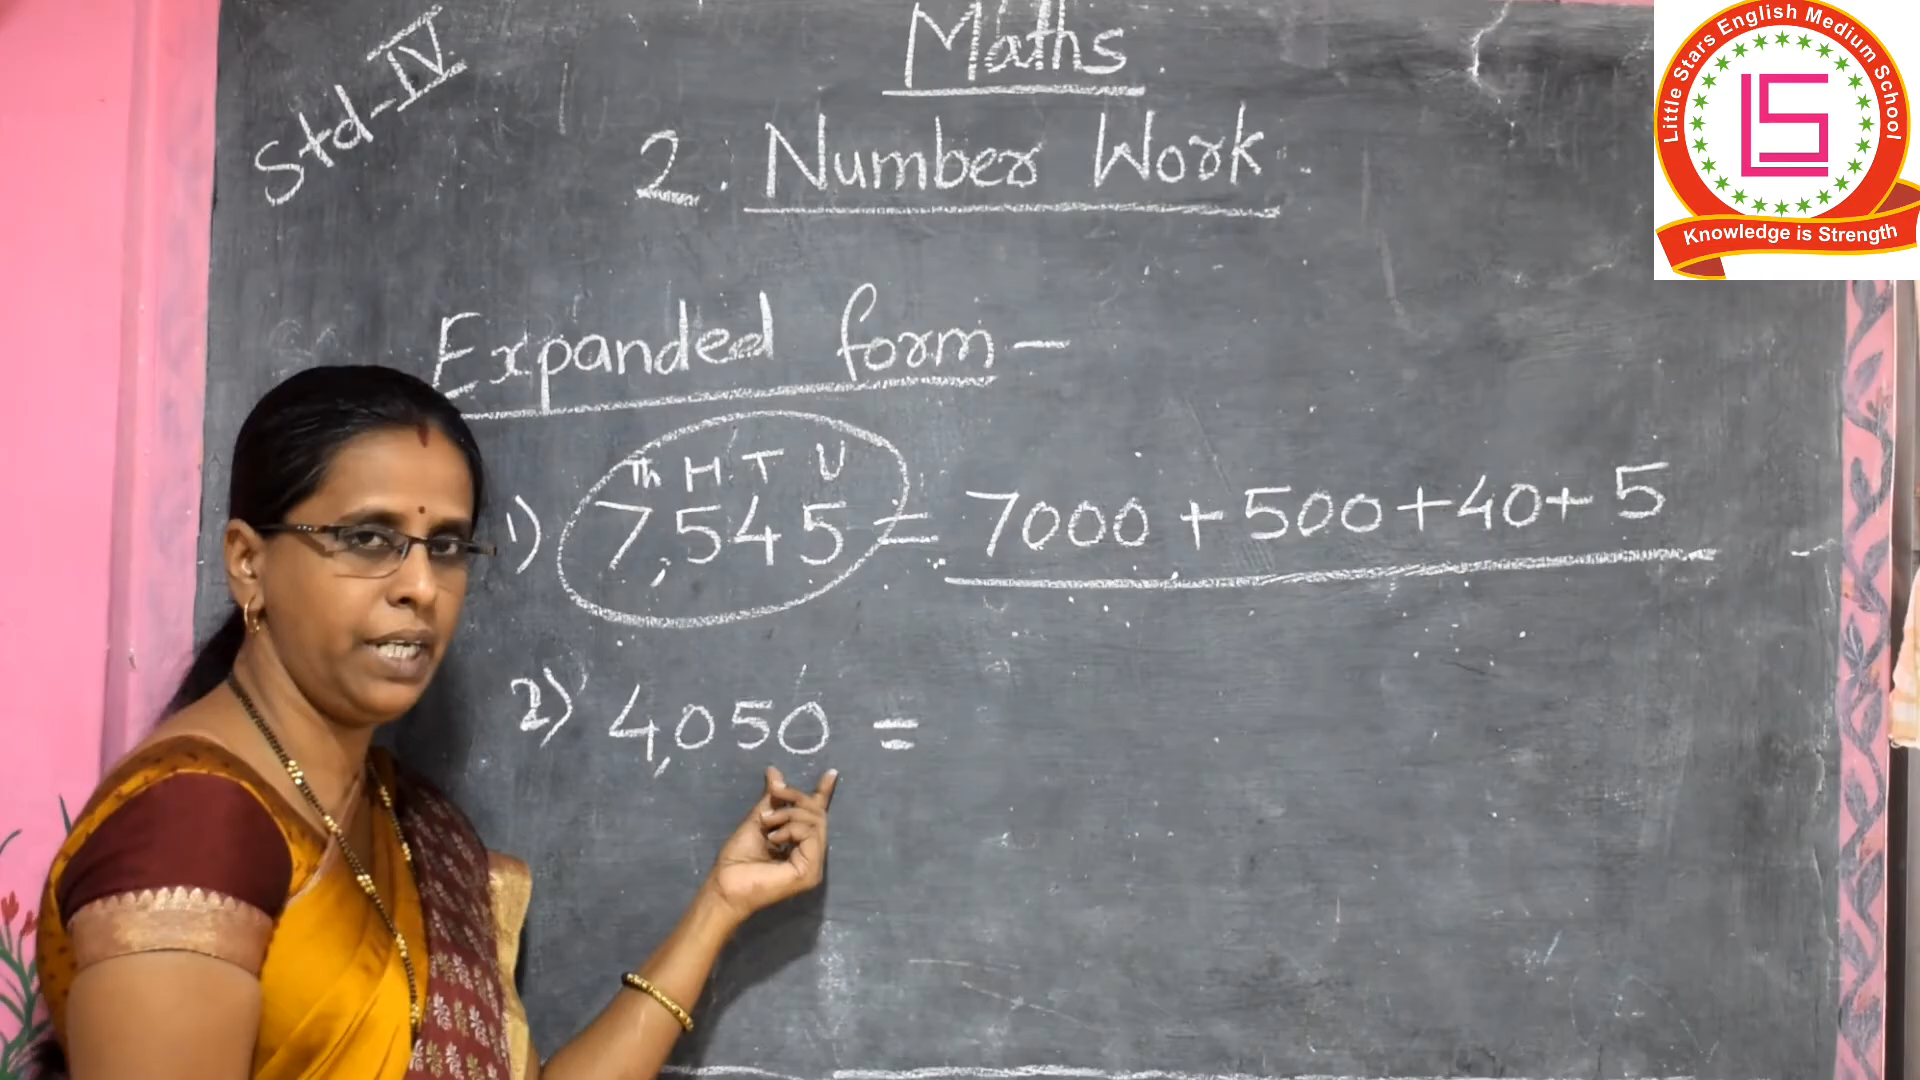 Maths
Std-IV
2. Number Work
Expanded form-
Th H T U
1) 7,545 = 7000 + 500 + 40 + 5
2) 4,050 =
Little Stars English Medium School
LS
Knowledge is Strength